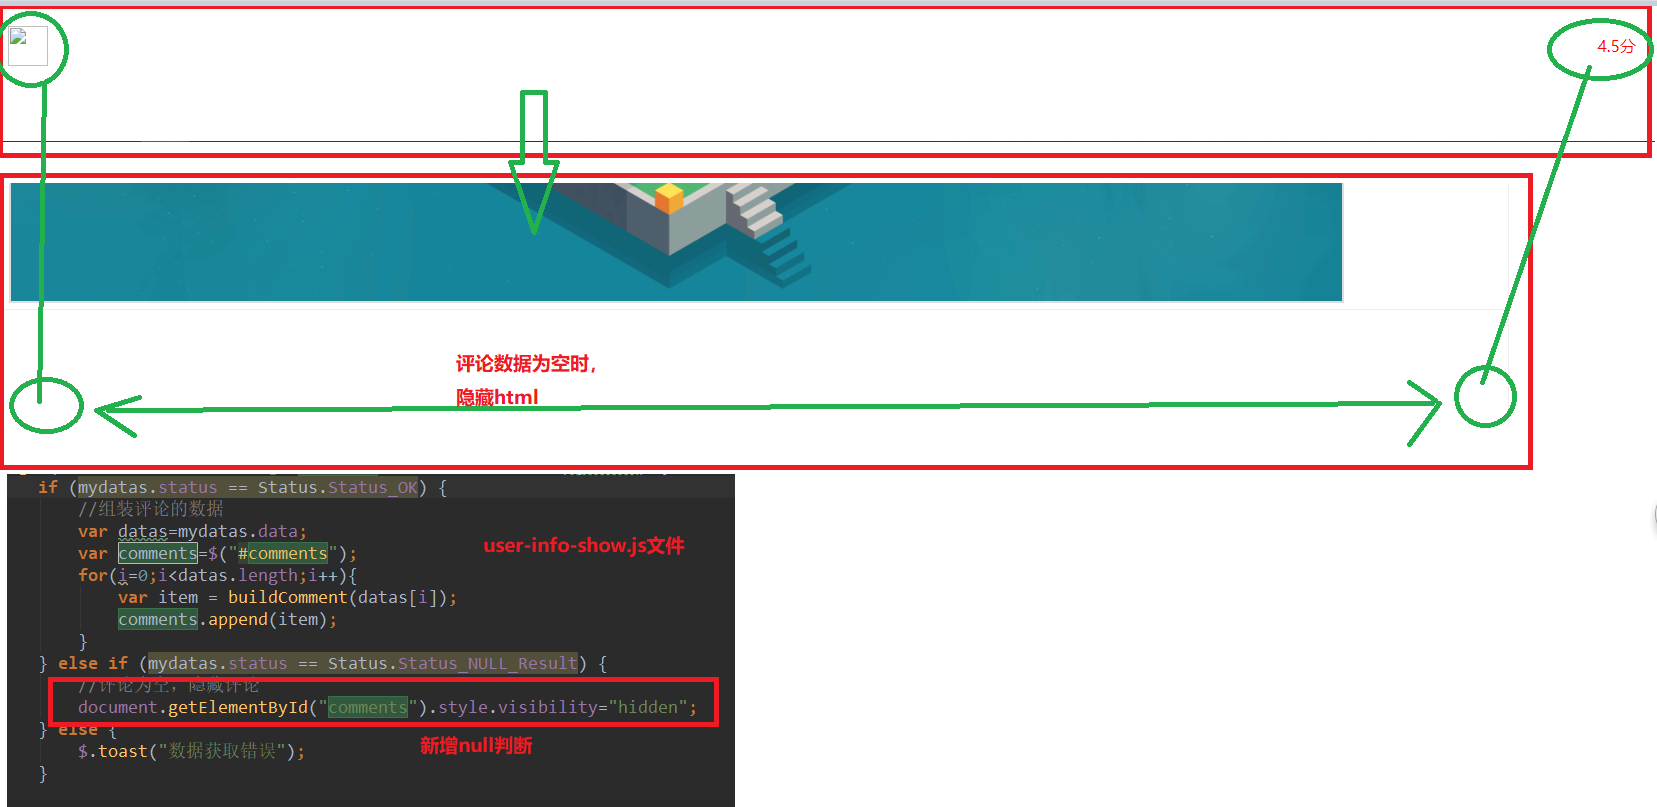 4.5分
评论数据为空时，
隐藏html
if (mydatas.status == Status.Status_OK) {
//组装评论的数据
var datas=mydatas.data;
user-info-show.js文件
var comments=$("#comments");
for(i=0;i<datas.length;i++){
var item = buildComment(datas[i]);
comments.append(item);
}
} else if (mydatas.status == Status.Status_NULL_Result) {
//评论为空，隐藏评论
document.getElementById("comments").style.visibility="hidden";
} else {
新增null判断
$.toast("数据获取错误");
}